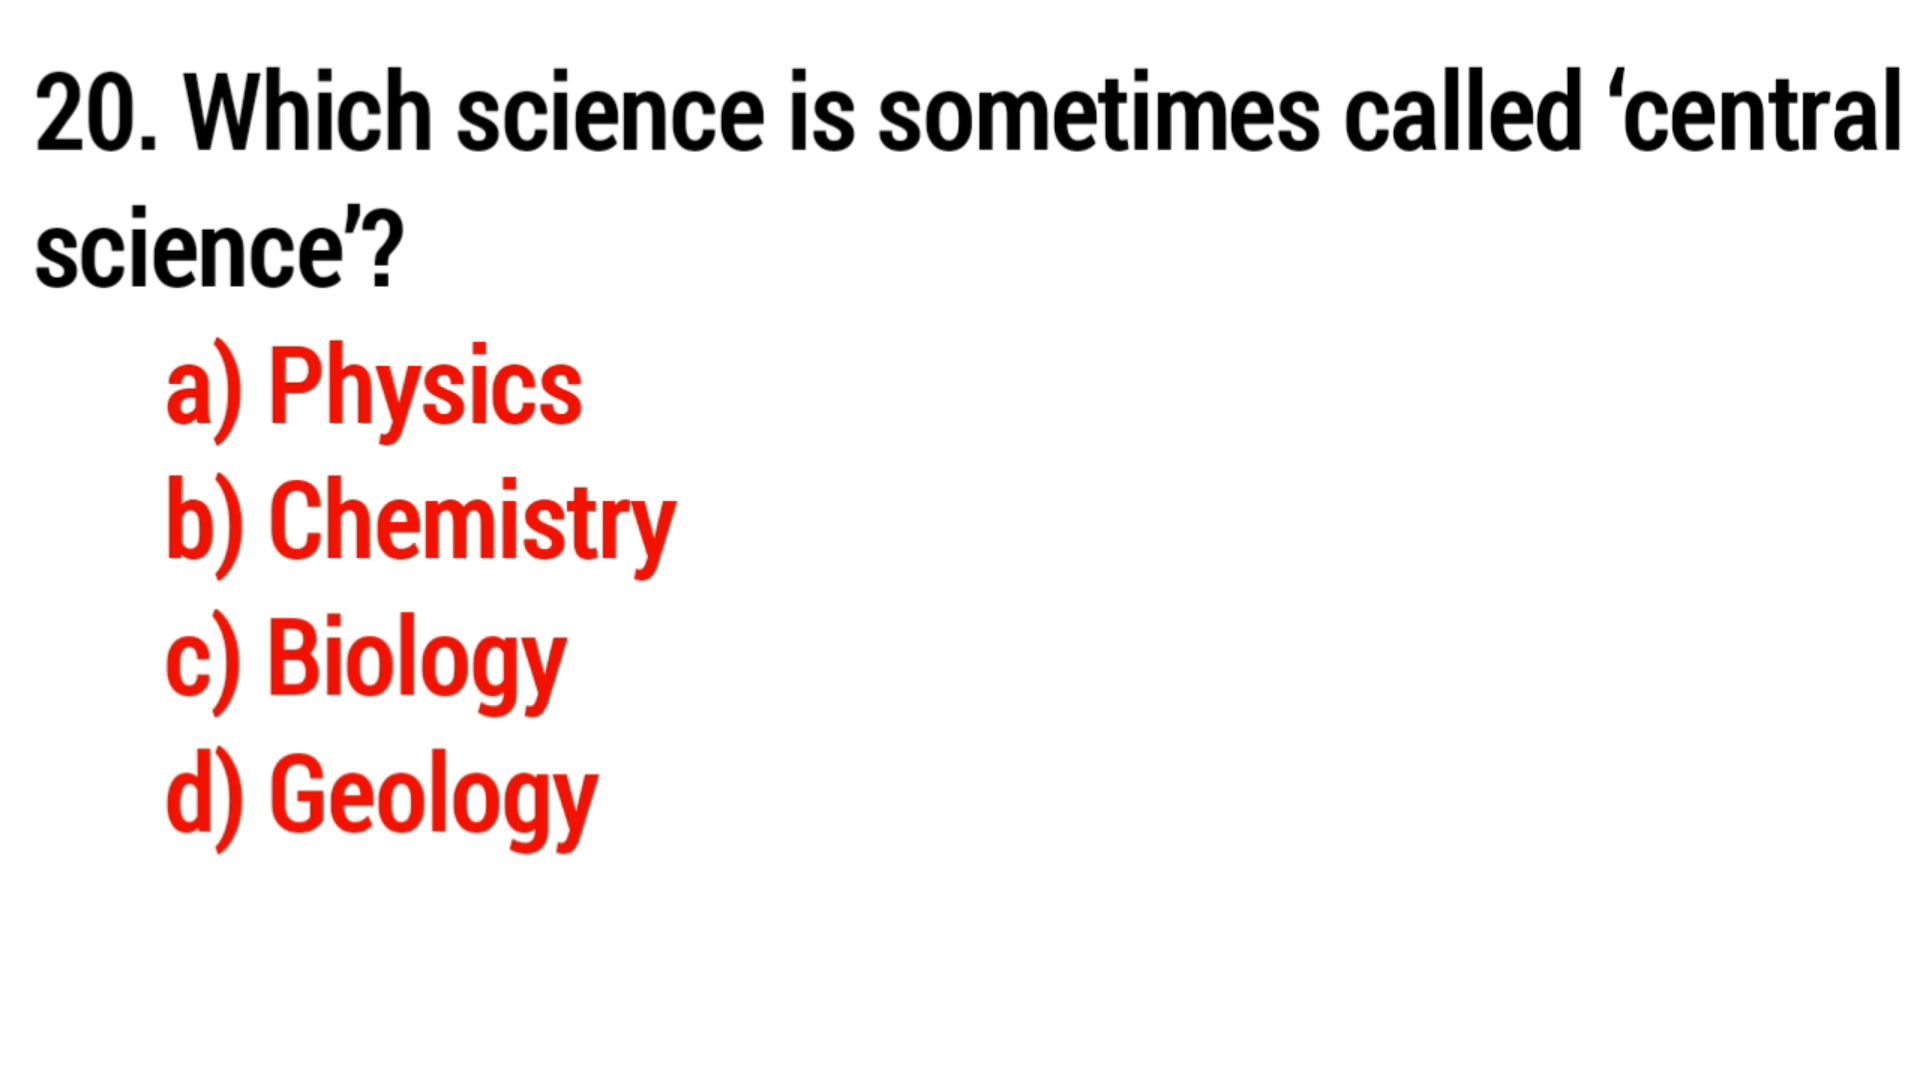 20. Which science is sometimes called ‘central
science’?
a) Physics
b) Chemistry
c) Biology
d) Geology